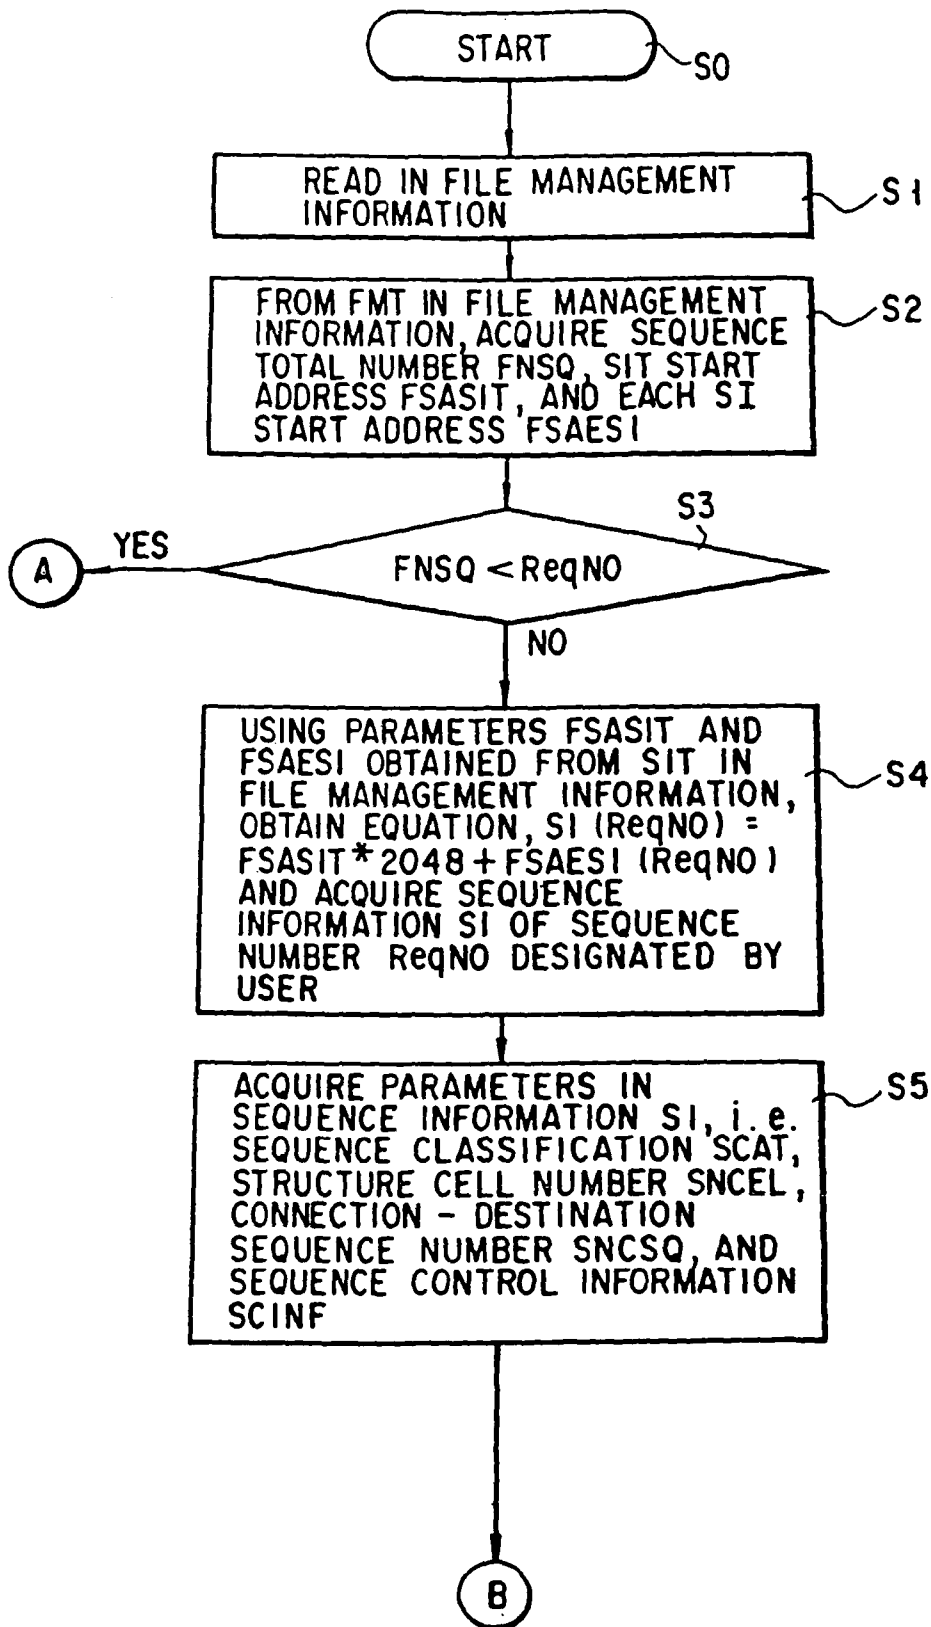 START
S0
READ IN FILE MANAGEMENT
INFORMATION
S1
FROM FMT IN FILE MANAGEMENT
INFORMATION, ACQUIRE SEQUENCE
TOTAL NUMBER FNSQ, SIT START
ADDRESS FSASIT, AND EACH SI
START ADDRESS FSAESI
S2
S3
FNSQ < ReqNO
YES
A
NO
USING PARAMETERS FSASIT AND
FSAESI OBTAINED FROM SIT IN
FILE MANAGEMENT INFORMATION,
OBTAIN EQUATION, SI (ReqNO) =
FSASIT * 2048 + FSAESI (ReqNO)
AND ACQUIRE SEQUENCE
INFORMATION SI OF SEQUENCE
NUMBER ReqNO DESIGNATED BY
USER
S4
ACQUIRE PARAMETERS IN
SEQUENCE INFORMATION SI, i.e.
SEQUENCE CLASSIFICATION SCAT,
STRUCTURE CELL NUMBER SNCEL,
CONNECTION - DESTINATION
SEQUENCE NUMBER SNCSQ, AND
SEQUENCE CONTROL INFORMATION
SCINF
S5
B